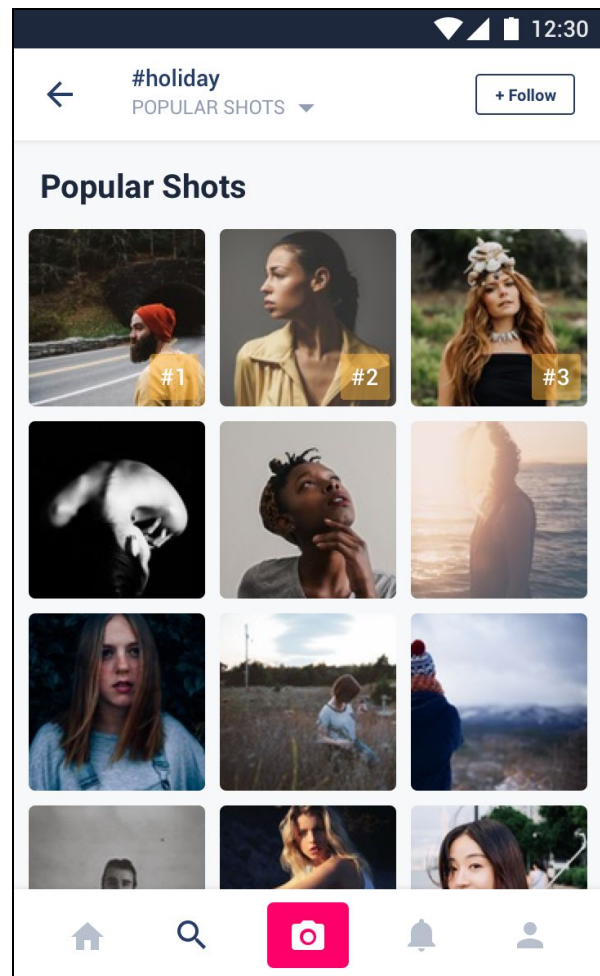 12:30
#holiday
POPULAR SHOTS
+ Follow
Popular Shots
#1
#2
#3